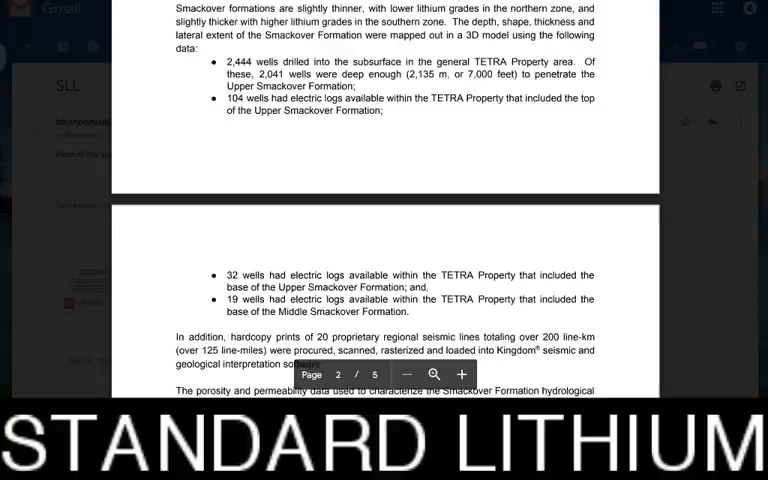 Gmail
Smackover formations are slightly thinner, with lower lithium grades in the northern zone, and
slightly thicker with higher lithium grades in the southern zone. The depth, shape, thickness and
lateral extent of the Smackover Formation were mapped out in a 3D model using the following
data:
• 2,444 wells drilled into the subsurface in the general TETRA Property area. Of
these, 2,041 wells were deep enough (2,135 m, or 7,000 feet) to penetrate the
Upper Smackover Formation;
• 104 wells had electric logs available within the TETRA Property that included the top
of the Upper Smackover Formation;
SLL
imanconsul
Here is the
• 32 wells had electric logs available within the TETRA Property that included the
base of the Upper Smackover Formation; and,
• 19 wells had electric logs available within the TETRA Property that included the
base of the Middle Smackover Formation.
In addition, hardcopy prints of 20 proprietary regional seismic lines totaling over 200 line-km
(over 125 line-miles) were procured, scanned, rasterized and loaded into Kingdom® seismic and
geological interpretation software.
Page 2 / 5
The porosity and permeability data used to characterize the Smackover Formation hydrological
STANDARD LITHIUM